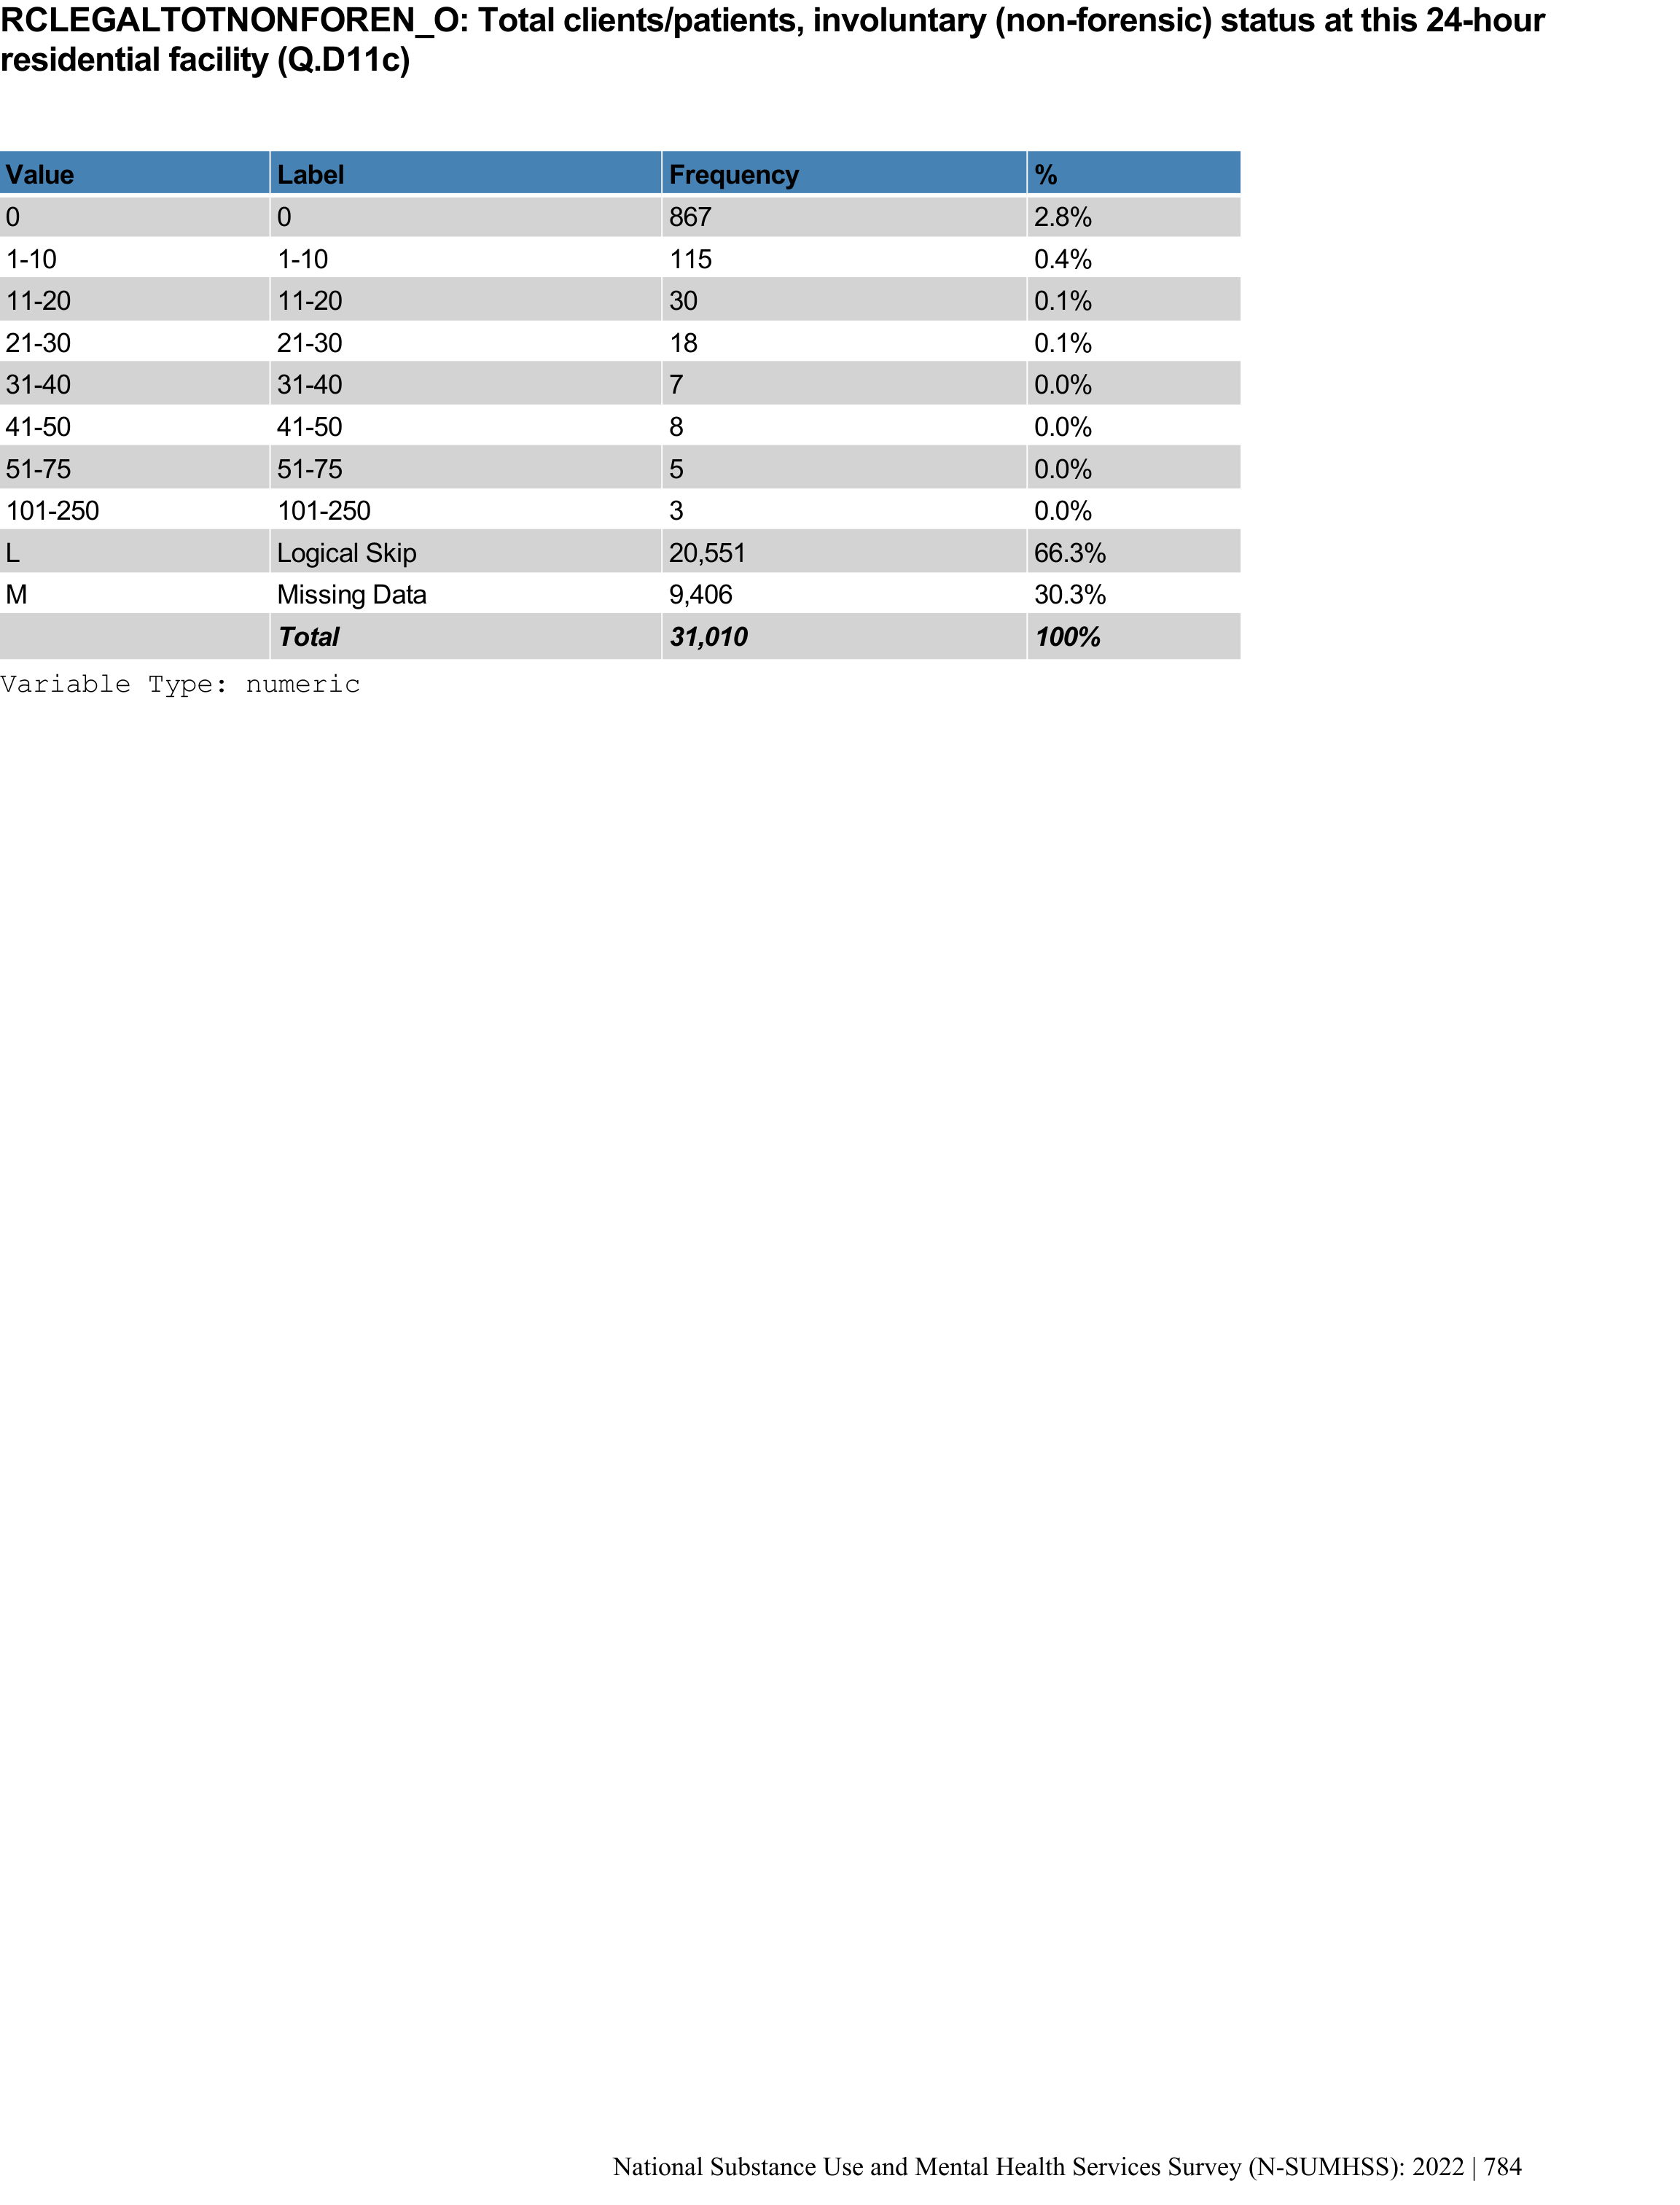 RCLEGALTOTNONFOREN_O: Total clients/patients, involuntary (non-forensic) status at this 24-hour
residential facility (Q.D11c)
Value Label Frequency %
0 0 867 2.8%
1-10 1-10 115 0.4%
11-20 11-20 30 0.1%
21-30 21-30 18 0.1%
31-40 31-40 7 0.0%
41-50 41-50 8 0.0%
51-75 51-75 5 0.0%
101-250 101-250 3 0.0%
L Logical Skip 20,551 66.3%
M Missing Data 9,406 30.3%
Total 31,010 100%
Variable Type: numeric
National Substance Use and Mental Health Services Survey (N-SUMHSS): 2022 | 784